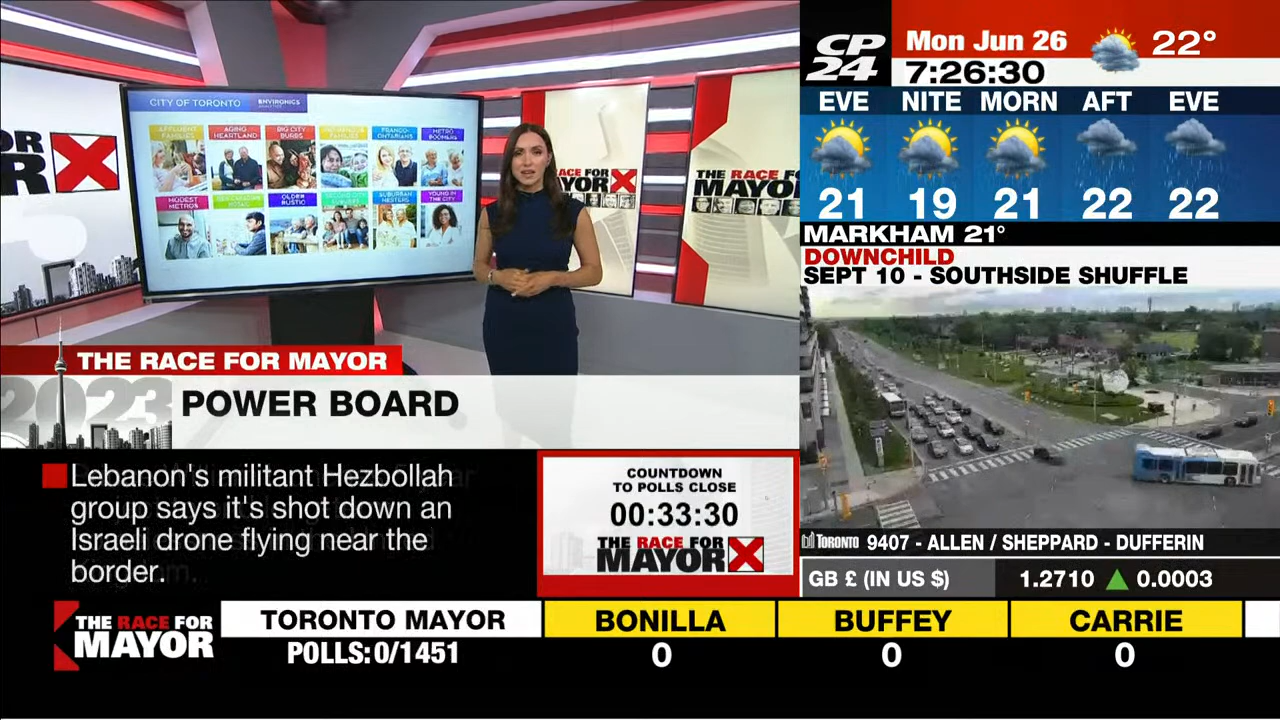 CITY OF TORONTO
ENVIRONICS
AFFLUENT FAMILIES
AGING HEARTLAND
BIG CITY BURBS
FRANCO-ONTARIANS
METRO BOOMERS
MODEST METROS
OLDER RUSTIC
SUBURBAN NESTERS
YOUNG IN THE CITY
RACE FOR
YOR
THE RACE FOR
MAYO
THE RACE FOR MAYOR
2023
POWER BOARD
Lebanon's militant Hezbollah
group says it's shot down an
Israeli drone flying near the
border.
COUNTDOWN
TO POLLS CLOSE
00:33:30
THE RACE FOR
MAYOR
CP
24
Mon Jun 26
22°
7:26:30
EVE NITE MORN AFT EVE
21 19 21 22 22
MARKHAM 21°
DOWNCHILD
SEPT 10 - SOUTHSIDE SHUFFLE
TORONTO 9407 - ALLEN / SHEPPARD - DUFFERIN
GB £ (IN US $) 1.2710 0.0003
THE RACE FOR
MAYOR
TORONTO MAYOR BONILLA BUFFEY CARRIE
POLLS:0/1451 0 0 0